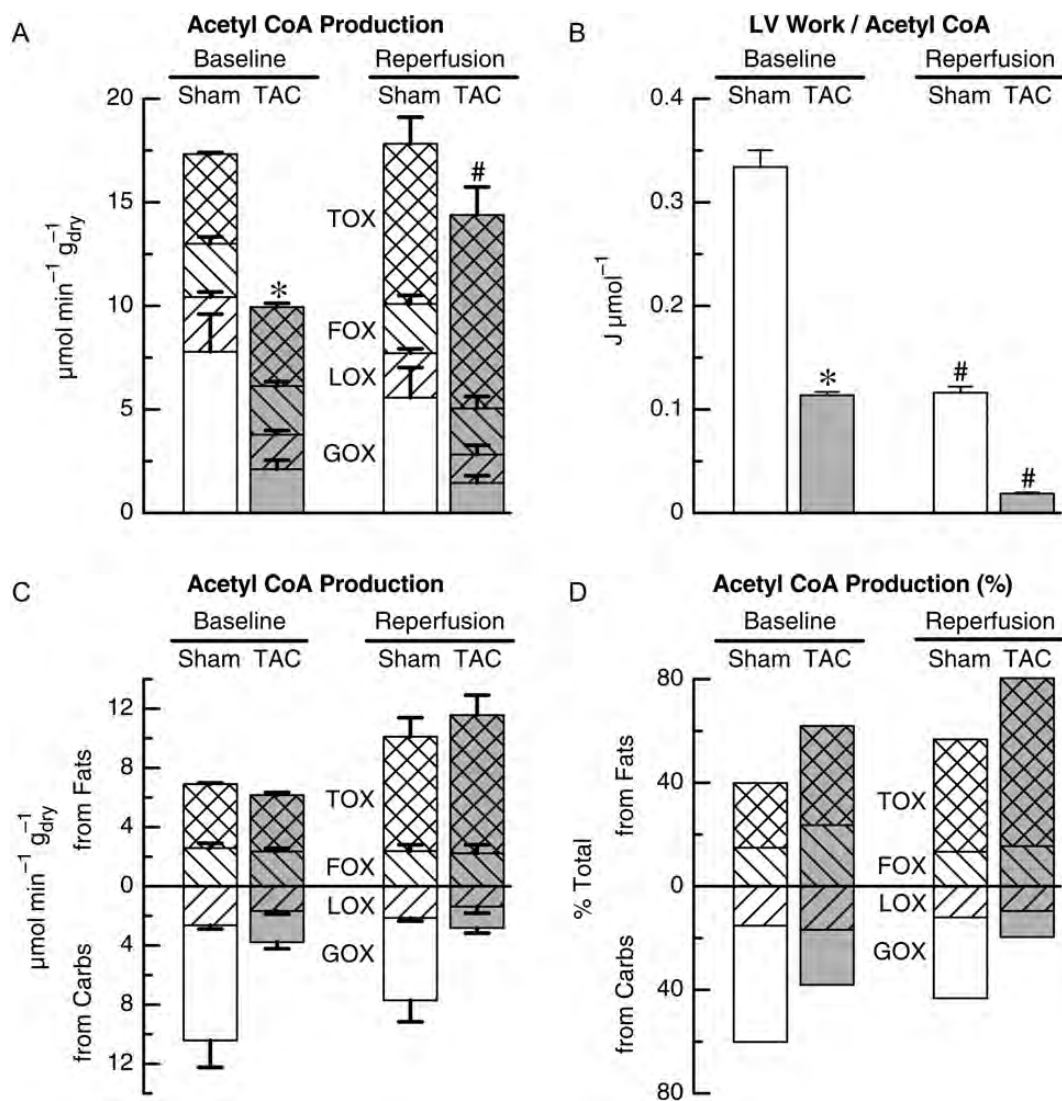 A
Acetyl CoA Production
Baseline Reperfusion
Sham TAC Sham TAC
20
15
10
5
0
µmol min⁻¹ g⁻¹dry
* #
TOX
FOX
LOX
GOX
B
LV Work / Acetyl CoA
Baseline Reperfusion
Sham TAC Sham TAC
0.4
0.3
0.2
0.1
0
J µmol⁻¹
* # #
C
Acetyl CoA Production
Baseline Reperfusion
Sham TAC Sham TAC
12
8
4
0
4
8
12
µmol min⁻¹ g⁻¹dry
from Fats
from Carbs
TOX
FOX
LOX
GOX
D
Acetyl CoA Production (%)
Baseline Reperfusion
Sham TAC Sham TAC
80
40
0
40
80
% Total
from Fats
from Carbs
TOX
FOX
LOX
GOX